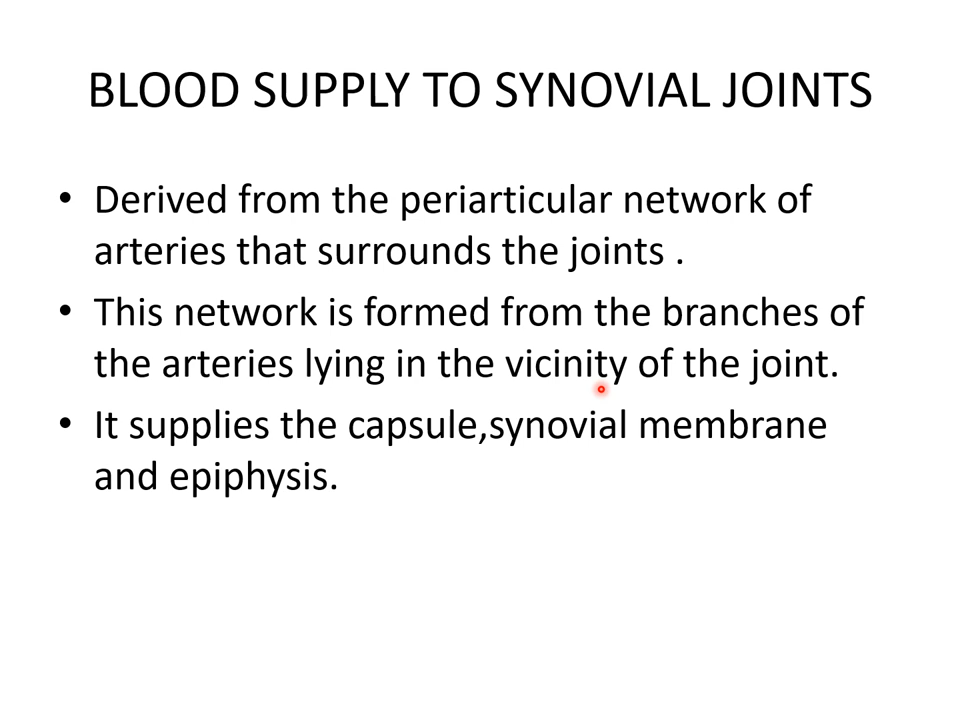 BLOOD SUPPLY TO SYNOVIAL JOINTS
• Derived from the periarticular network of
arteries that surrounds the joints .
• This network is formed from the branches of
the arteries lying in the vicinity of the joint.
• It supplies the capsule,synovial membrane
and epiphysis.